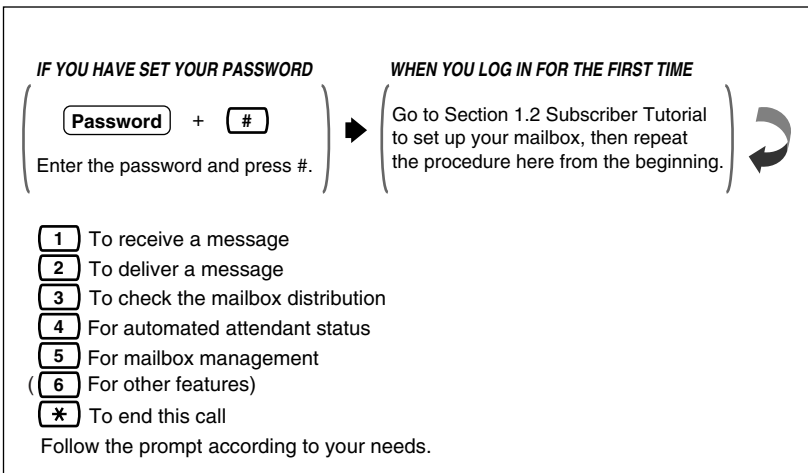 IF YOU HAVE SET YOUR PASSWORD
Password + #
Enter the password and press #.
WHEN YOU LOG IN FOR THE FIRST TIME
Go to Section 1.2 Subscriber Tutorial
to set up your mailbox, then repeat
the procedure here from the beginning.
1 To receive a message
2 To deliver a message
3 To check the mailbox distribution
4 For automated attendant status
5 For mailbox management
(6 For other features)
* To end this call
Follow the prompt according to your needs.